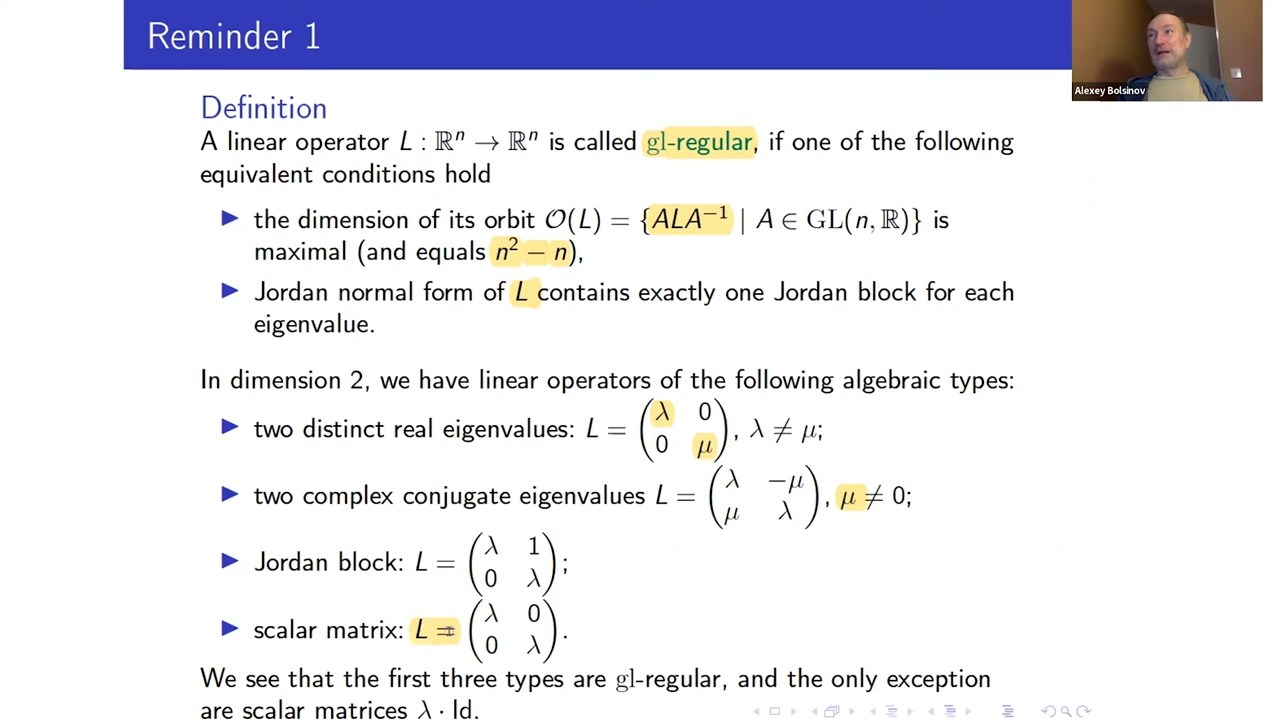 Reminder 1
Alexey Bolsinov
Definition
A linear operator L : ℝⁿ → ℝⁿ is called gl-regular, if one of the following
equivalent conditions hold
▶ the dimension of its orbit 𝒪(L) = {ALA⁻¹ | A ∈ GL(n, ℝ)} is
maximal (and equals n² − n),
▶ Jordan normal form of L contains exactly one Jordan block for each
eigenvalue.
In dimension 2, we have linear operators of the following algebraic types:
▶ two distinct real eigenvalues: L = (λ 0
0 μ), λ ≠ μ;
▶ two complex conjugate eigenvalues L = (λ −μ
μ λ), μ ≠ 0;
▶ Jordan block: L = (λ 1
0 λ);
▶ scalar matrix: L = (λ 0
0 λ).
We see that the first three types are gl-regular, and the only exception
are scalar matrices λ · Id.